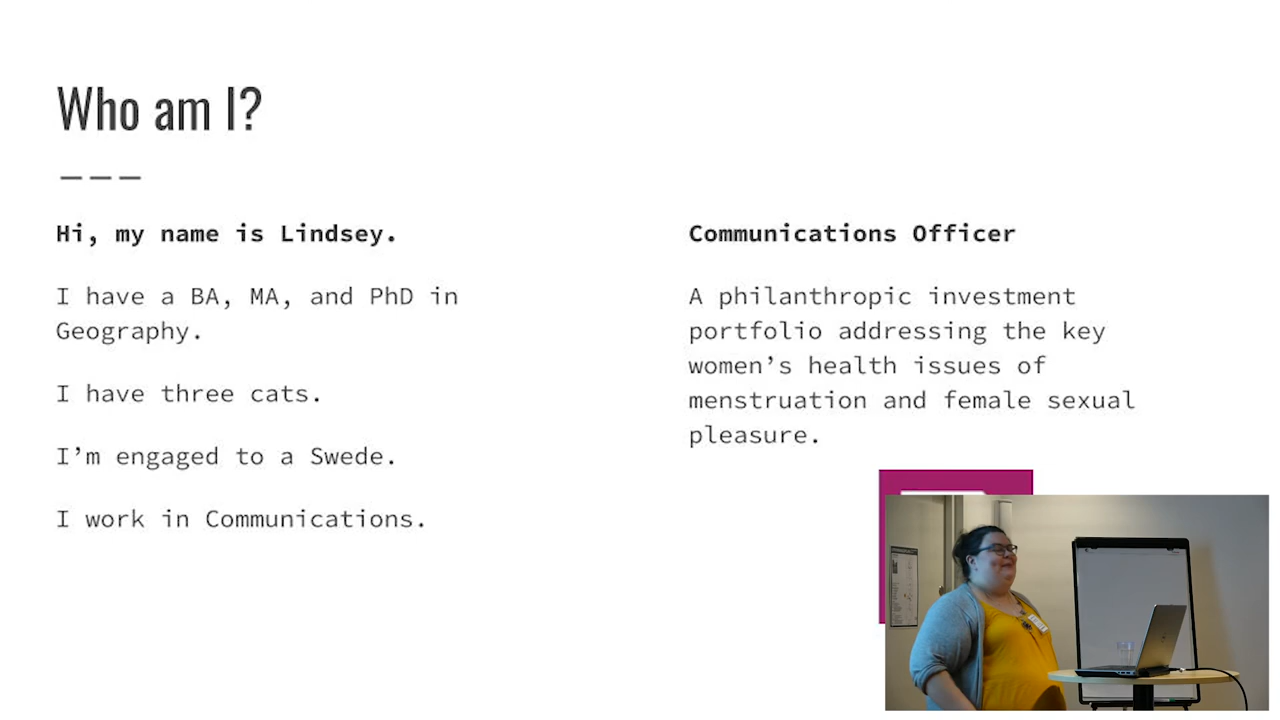 Who am I?
Hi, my name is Lindsey.
I have a BA, MA, and PhD in
Geography.
I have three cats.
I'm engaged to a Swede.
I work in Communications.
Communications Officer
A philanthropic investment
portfolio addressing the key
women’s health issues of
menstruation and female sexual
pleasure.